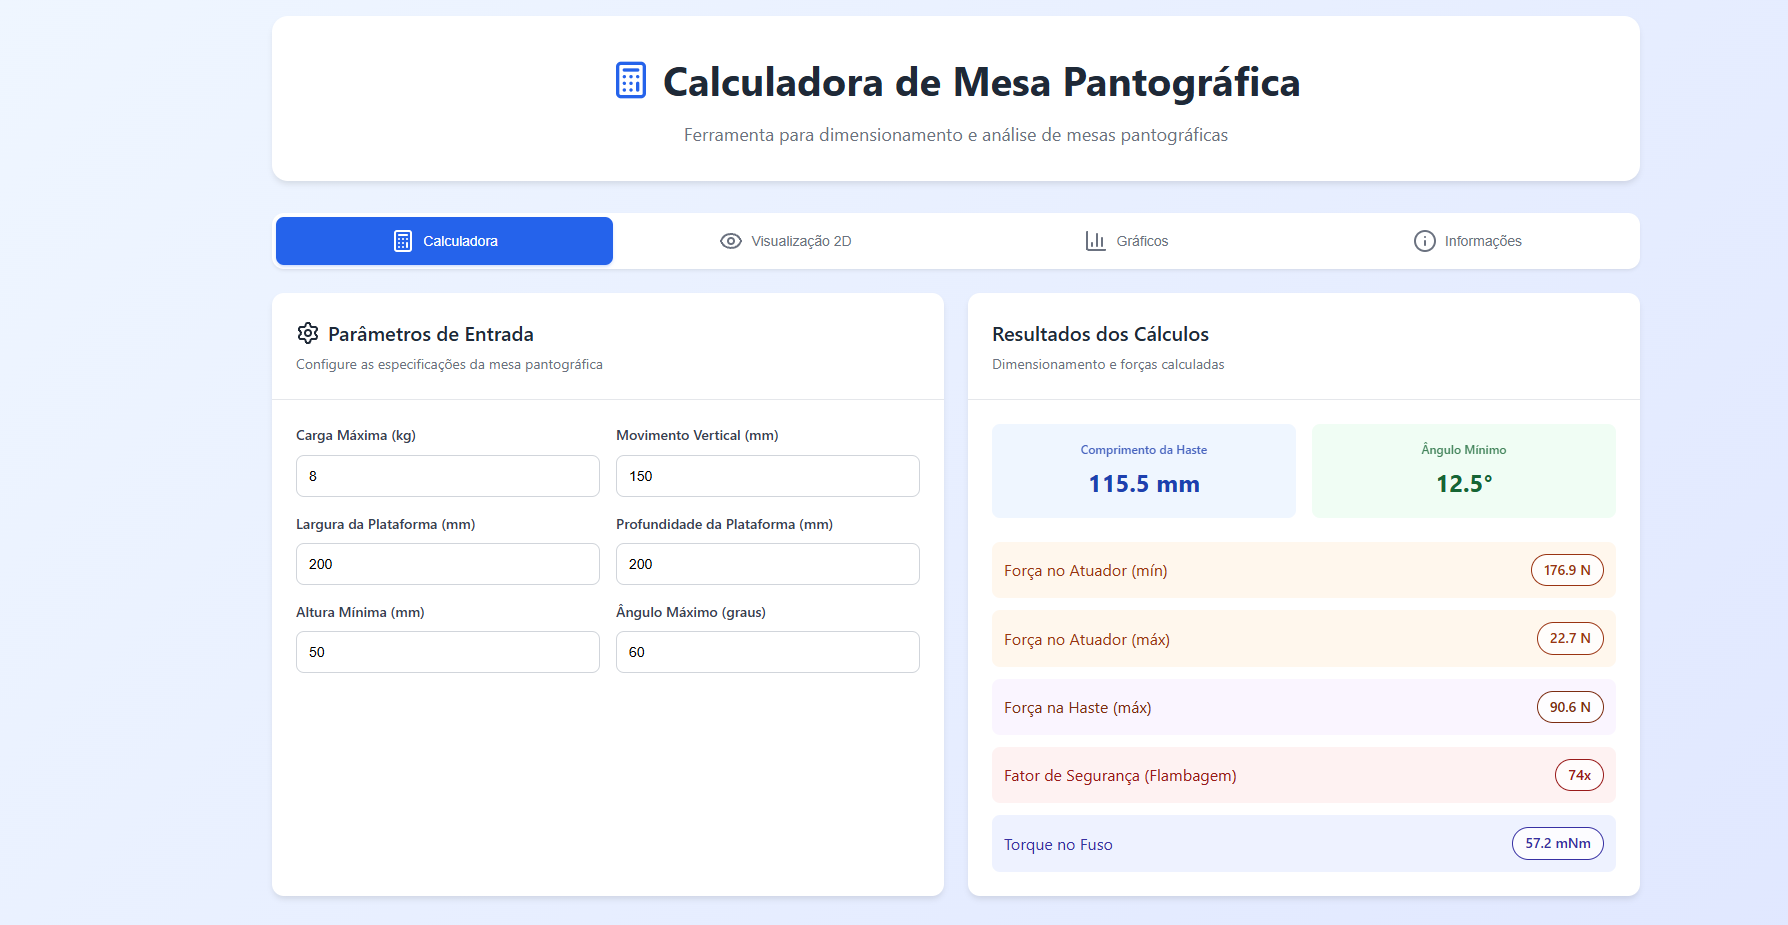 Calculadora de Mesa Pantográfica
Ferramenta para dimensionamento e análise de mesas pantográficas
Calculadora
Visualização 2D
Gráficos
Informações
Parâmetros de Entrada
Configure as especificações da mesa pantográfica
Carga Máxima (kg)
8
Movimento Vertical (mm)
150
Largura da Plataforma (mm)
200
Profundidade da Plataforma (mm)
200
Altura Mínima (mm)
50
Ângulo Máximo (graus)
60
Resultados dos Cálculos
Dimensionamento e forças calculadas
Comprimento da Haste
115.5 mm
Ângulo Mínimo
12.5°
Força no Atuador (mín)
176.9 N
Força no Atuador (máx)
22.7 N
Força na Haste (máx)
90.6 N
Fator de Segurança (Flambagem)
74x
Torque no Fuso
57.2 mNm